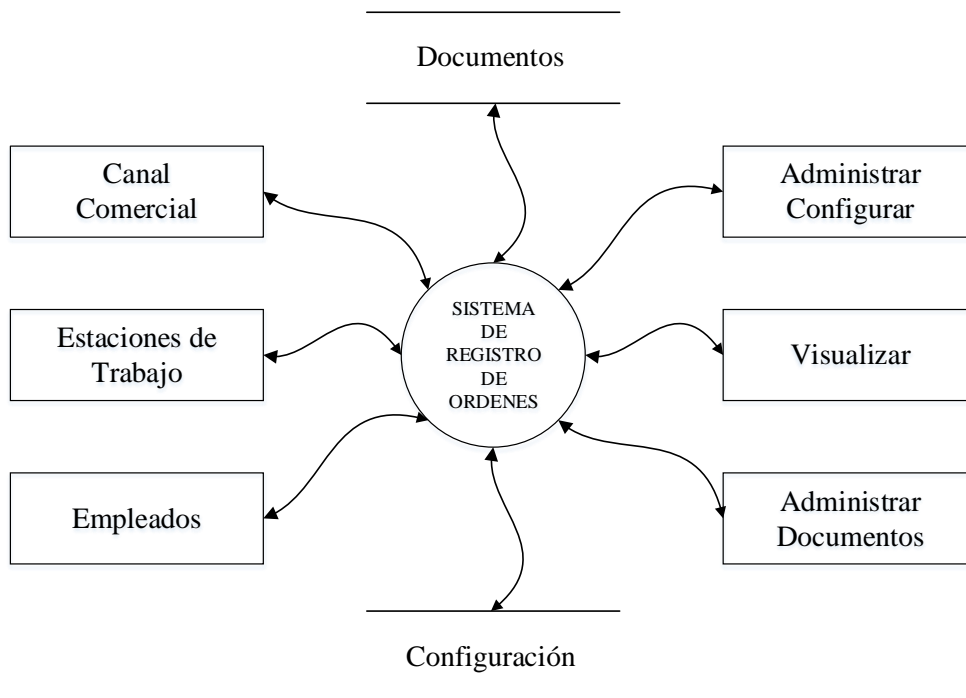 Documentos
Canal
Comercial
Administrar
Configurar
Estaciones de
Trabajo
SISTEMA
DE
REGISTRO
DE
ORDENES
Visualizar
Empleados
Administrar
Documentos
Configuración